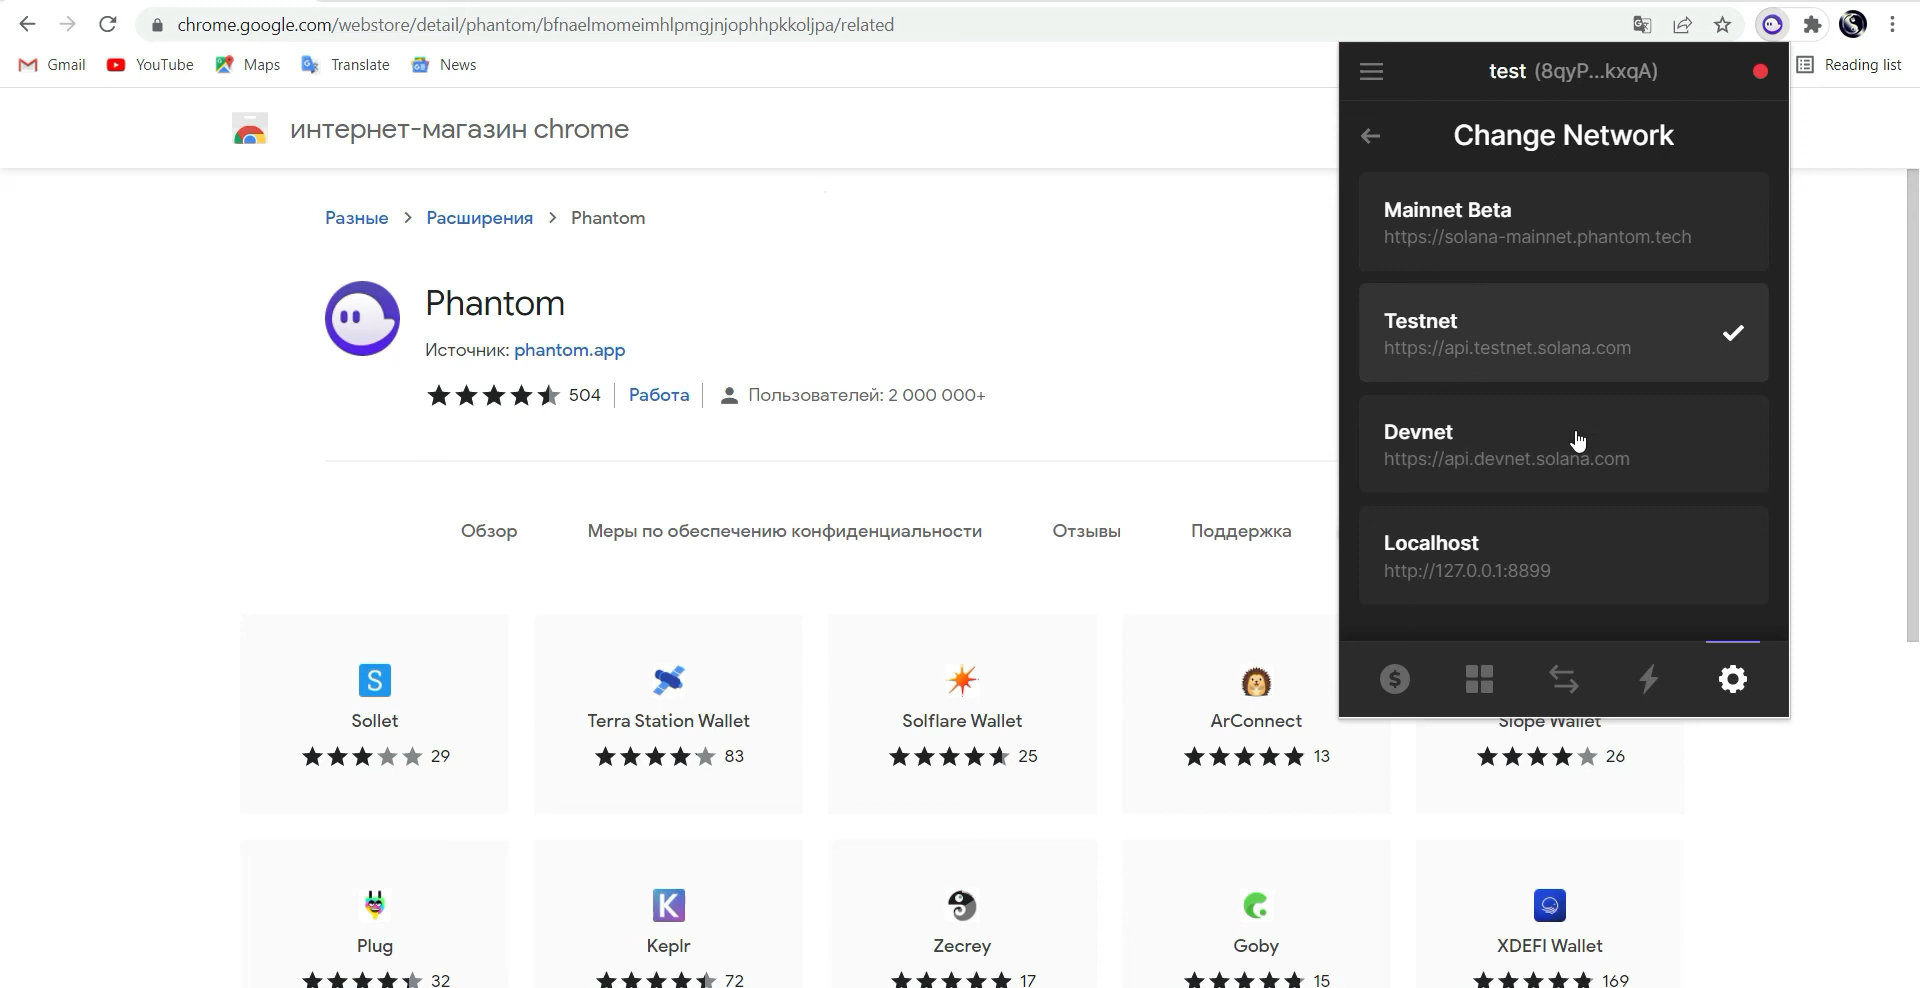 chrome.google.com/webstore/detail/phantom/bfnaelmomeimhlpmgjnjophhpkkoljpa/related
Gmail YouTube Maps Translate News Reading list
test (8qyP...kxqA)
Change Network
Mainnet Beta
https://solana-mainnet.phantom.tech
Testnet
https://api.testnet.solana.com
Devnet
https://api.devnet.solana.com
Localhost
http://127.0.0.1:8899
интернет-магазин chrome
Разные > Расширения > Phantom
Phantom
Источник: phantom.app
504 Работа Пользователей: 2 000 000+
Обзор Меры по обеспечению конфиденциальности Отзывы Поддержка
S
Sollet
29
Terra Station Wallet
83
Solflare Wallet
25
ArConnect
13
Slope Wallet
26
Plug
32
K
Keplr
72
Zecrey
17
Goby
15
XDEFI Wallet
169